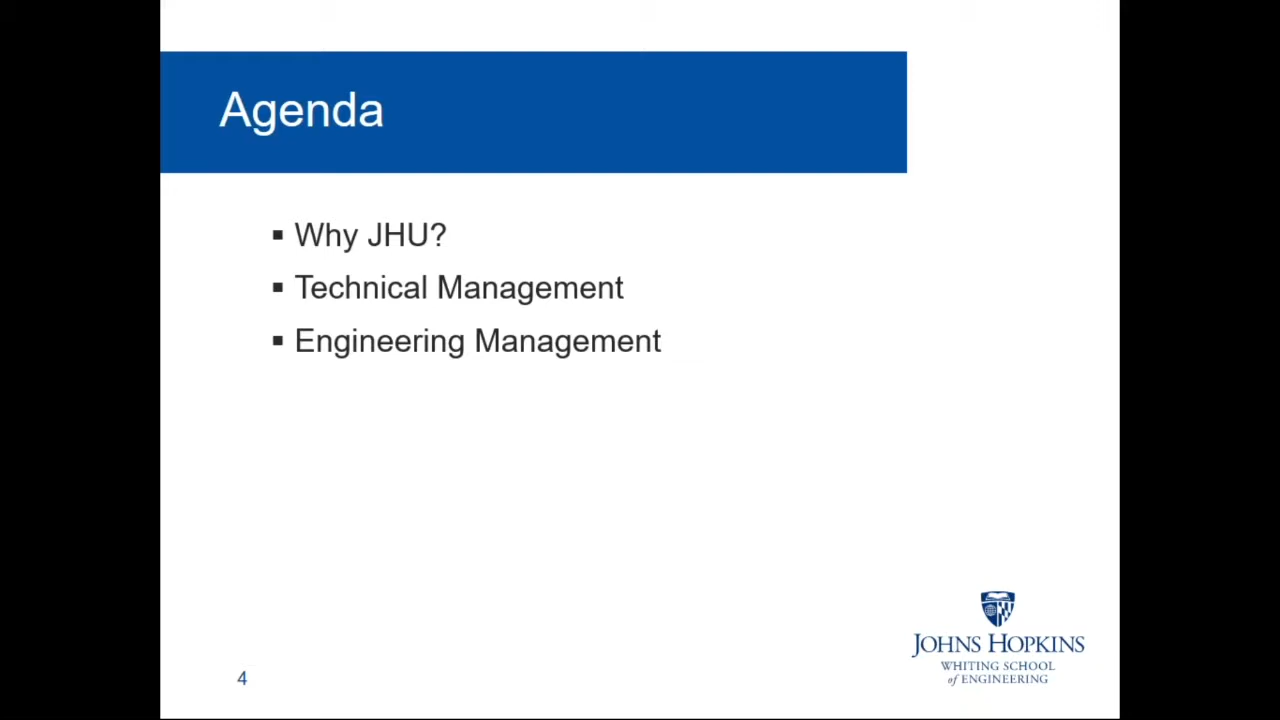 Agenda
▪ Why JHU?
▪ Technical Management
▪ Engineering Management
4
JOHNS HOPKINS
WHITING SCHOOL
of ENGINEERING